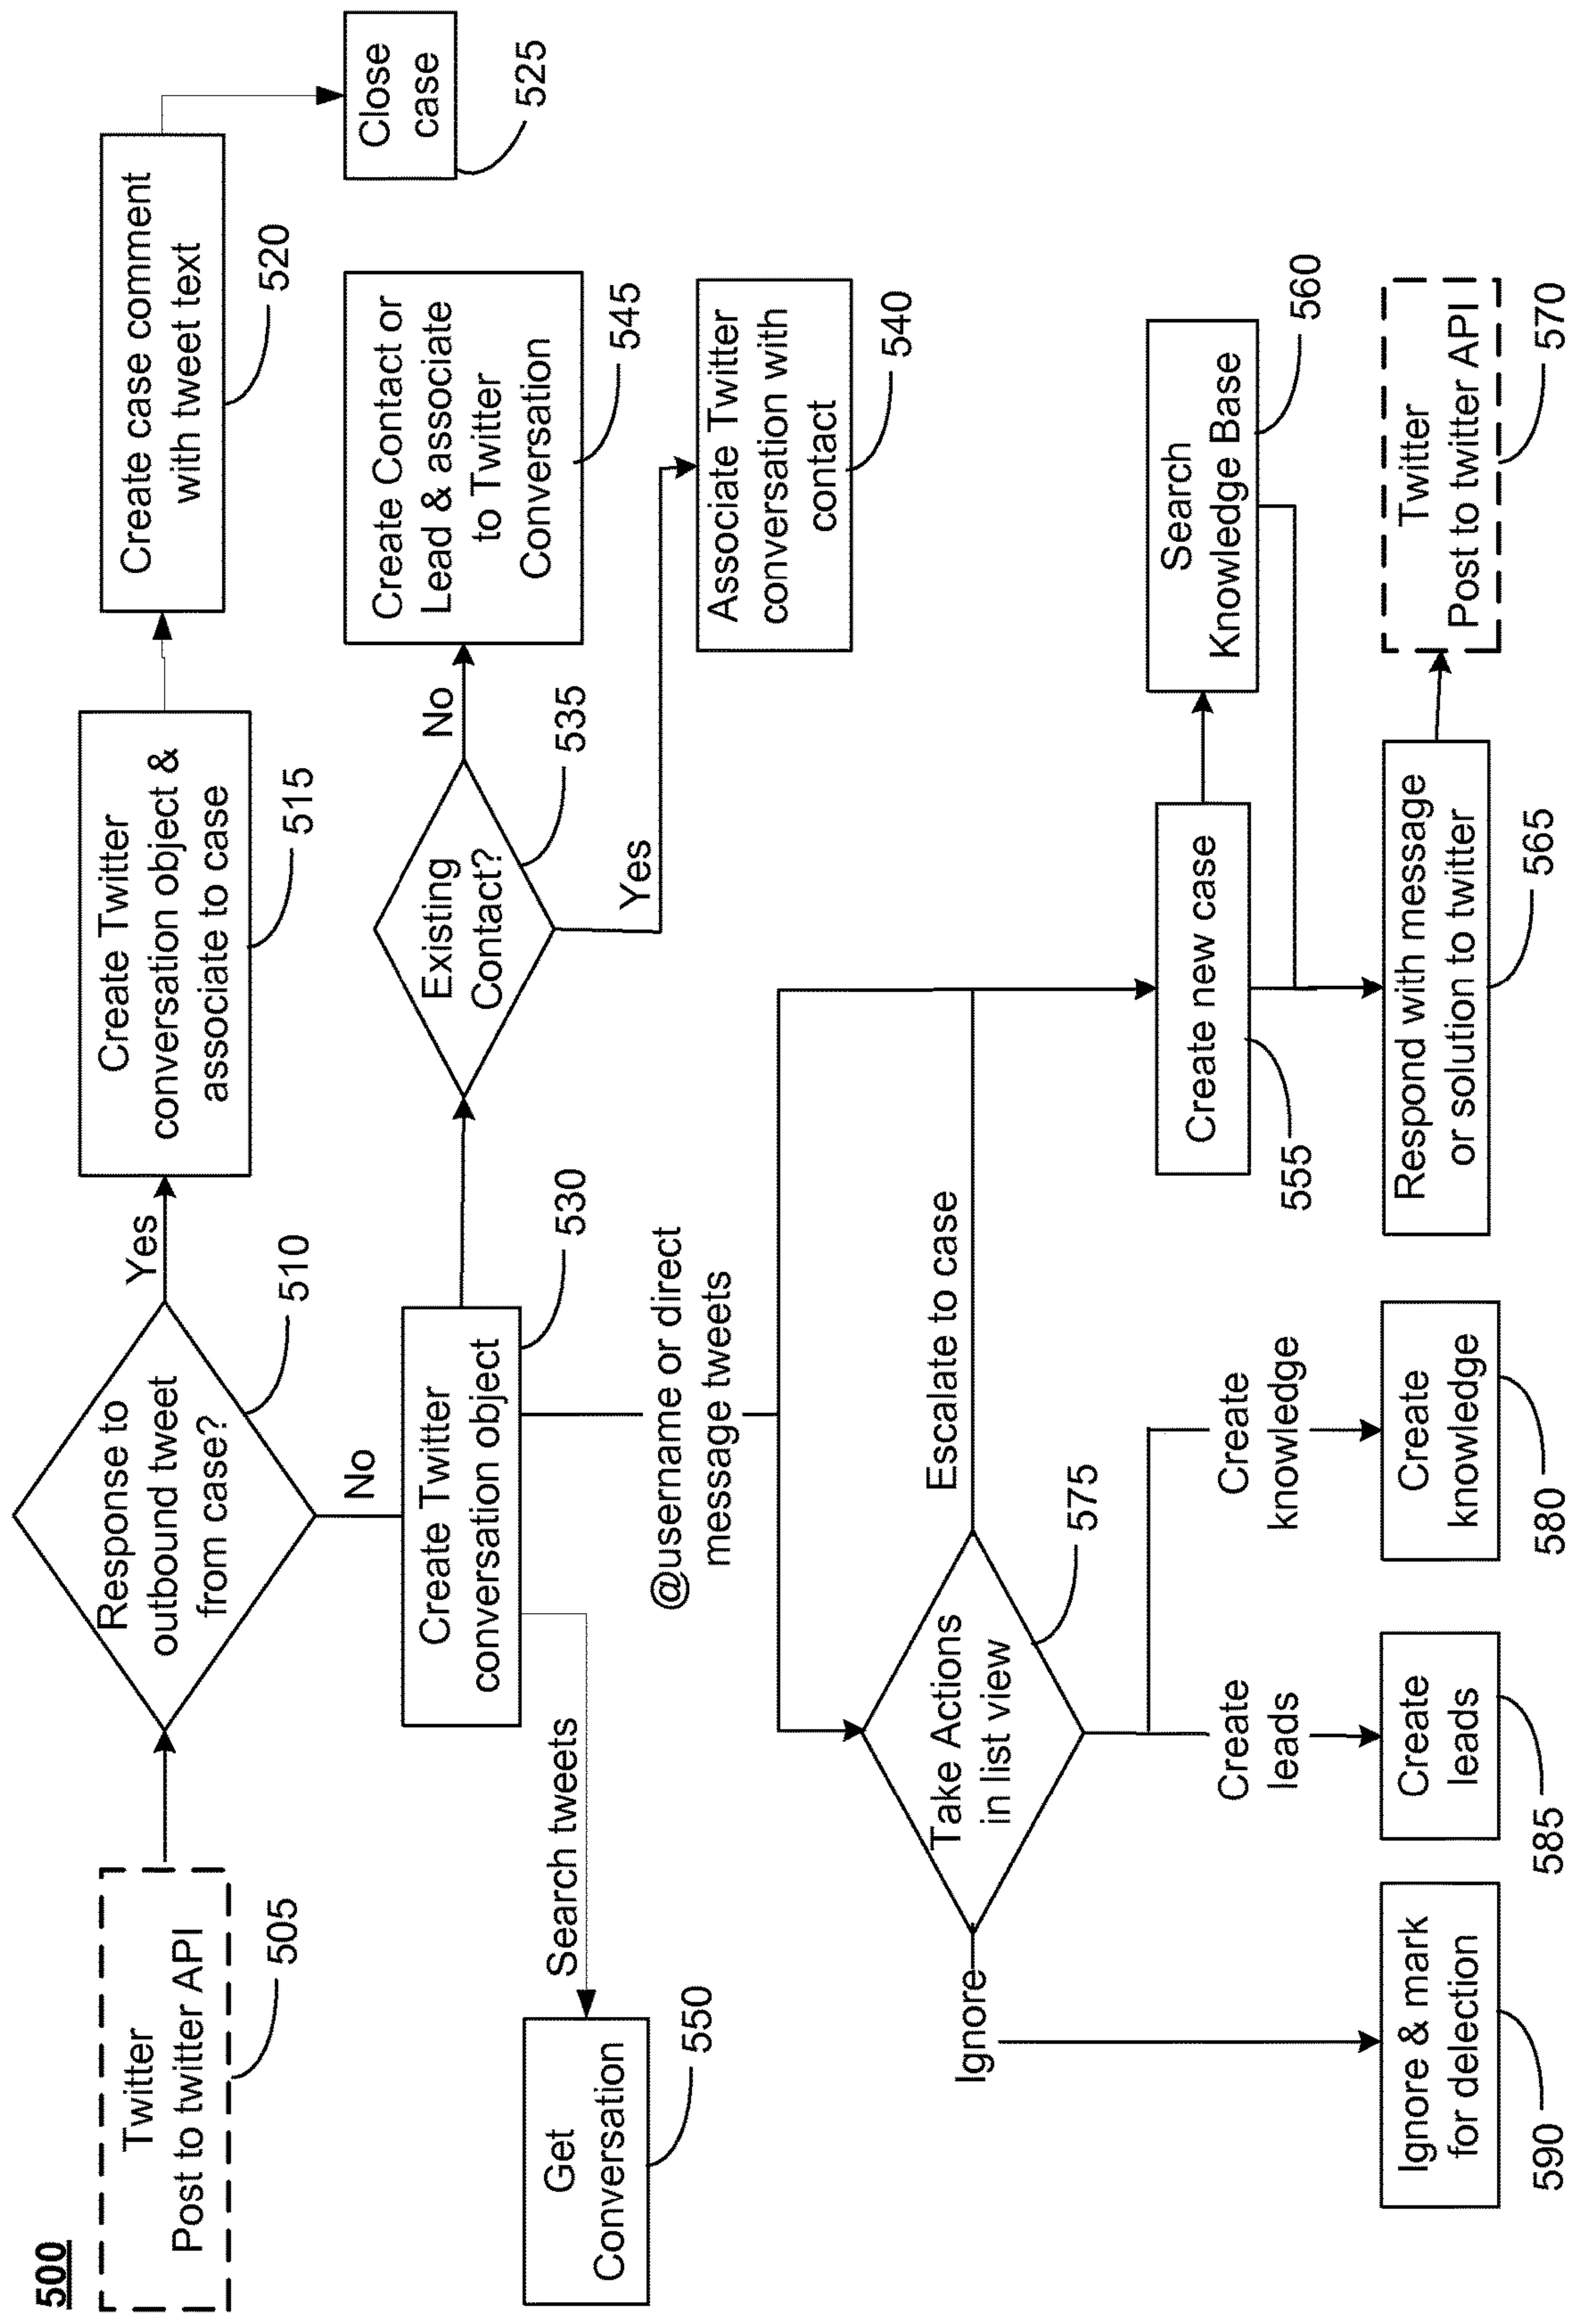 500
Twitter
Post to twitter API
505
Response to
outbound tweet
from case?
510
Yes
Create Twitter
conversation object &
associate to case
515
Create case comment
with tweet text
520
Close
case
525
No
Create Twitter
conversation object
530
Existing
Contact?
535
No
Create Contact or
Lead & associate
to Twitter
Conversation
545
Yes
Associate Twitter
conversation with
contact
540
Search tweets
Get
Conversation
550
@username or direct
message tweets
Take Actions
in list view
575
Escalate to case
Create new case
555
Search
Knowledge Base
560
Respond with message
or solution to twitter
565
Twitter
Post to twitter API
570
Ignore
Ignore & mark
for delection
590
Create
leads
Create
leads
585
Create
knowledge
Create
knowledge
580